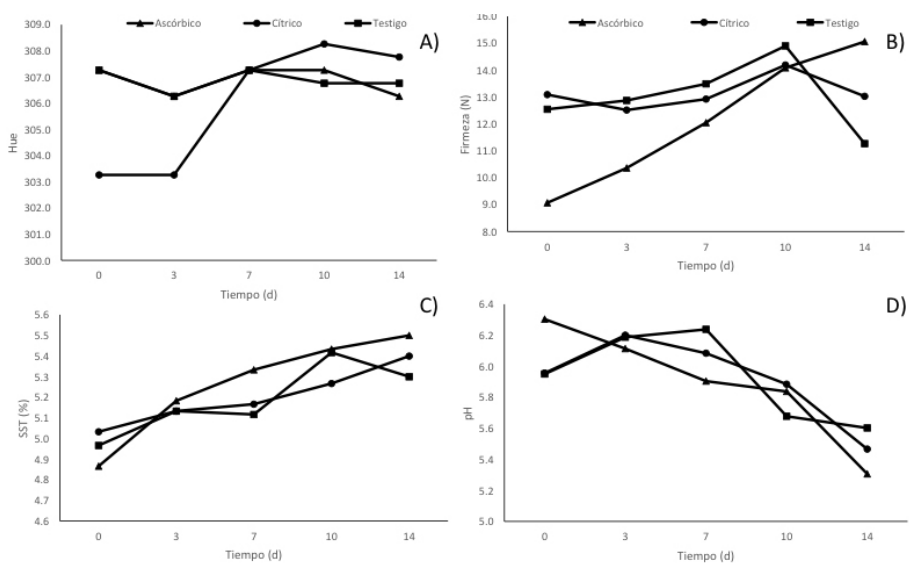 Ascórbico Cítrico Testigo
A)
309.0
308.0
307.0
306.0
305.0
304.0
303.0
302.0
301.0
300.0
Hue
0 3 7 10 14
Tiempo (d)
Ascórbico Cítrico Testigo
B)
16.0
15.0
14.0
13.0
12.0
11.0
10.0
9.0
8.0
Firmeza (N)
0 3 7 10 14
Tiempo (d)
C)
5.6
5.5
5.4
5.3
5.2
5.1
5.0
4.9
4.8
4.7
4.6
SST (%)
0 3 7 10 14
Tiempo (d)
D)
6.4
6.2
6.0
5.8
5.6
5.4
5.2
5.0
pH
0 3 7 10 14
Tiempo (d)